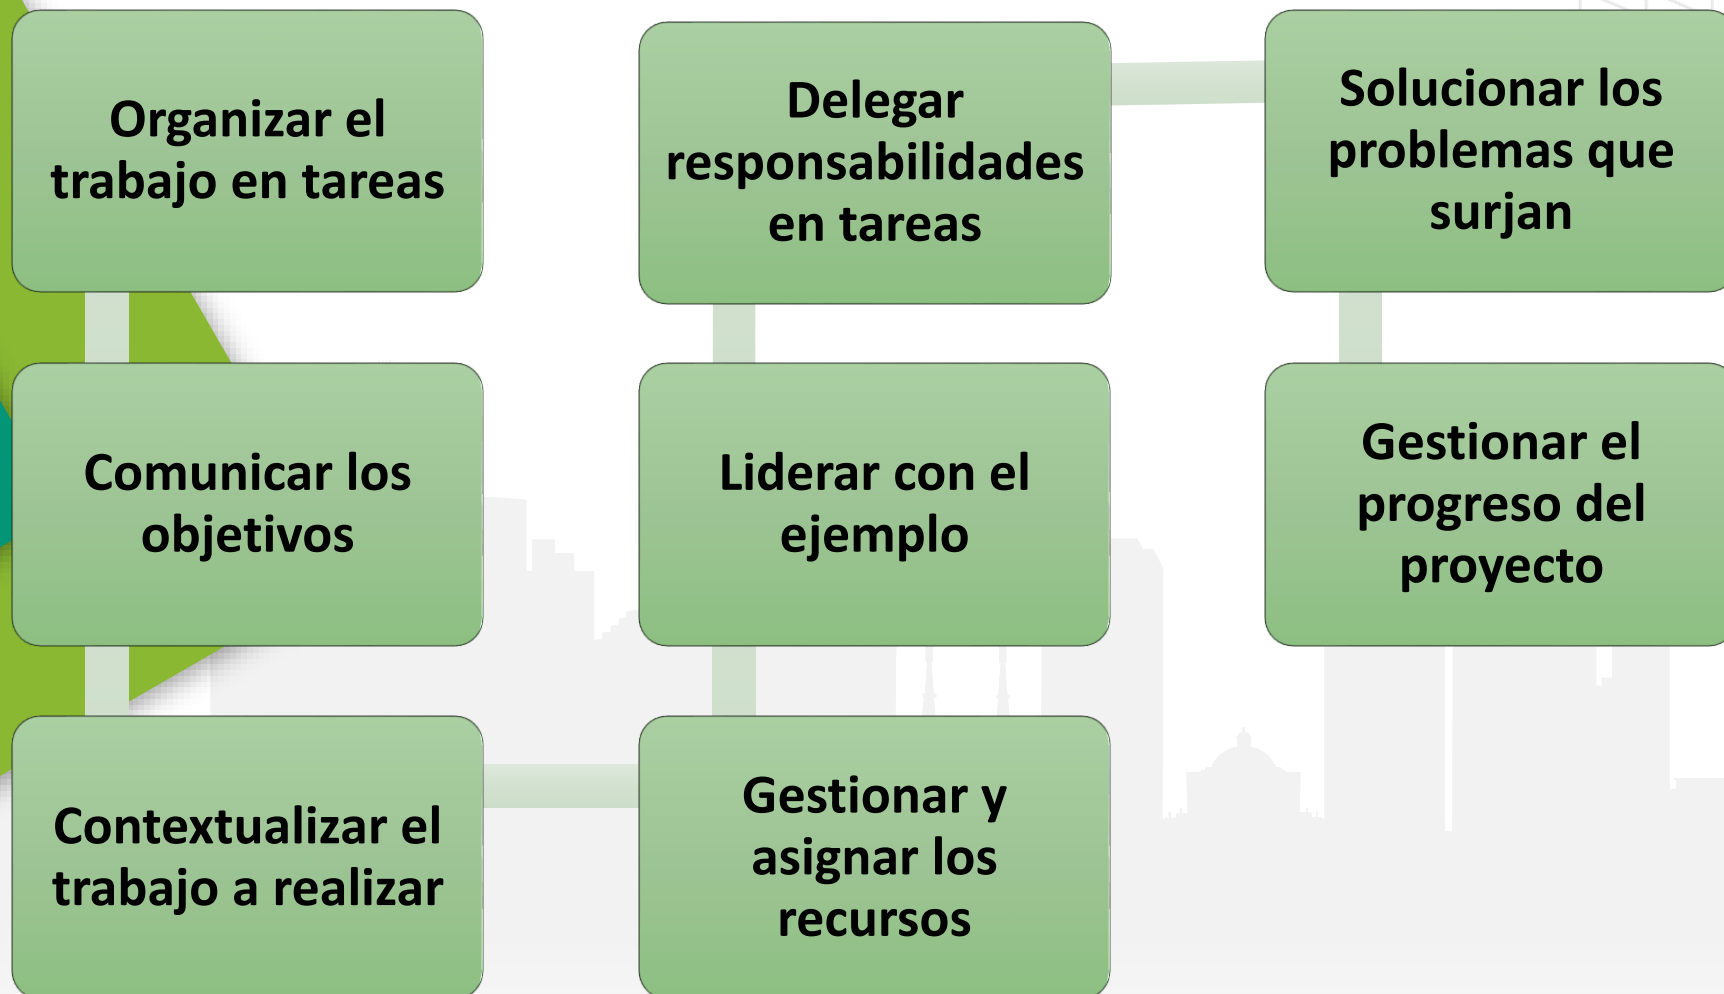 Organizar el
trabajo en tareas
Comunicar los
objetivos
Contextualizar el
trabajo a realizar
Gestionar y
asignar los
recursos
Liderar con el
ejemplo
Delegar
responsabilidades
en tareas
Solucionar los
problemas que
surjan
Gestionar el
progreso del
proyecto